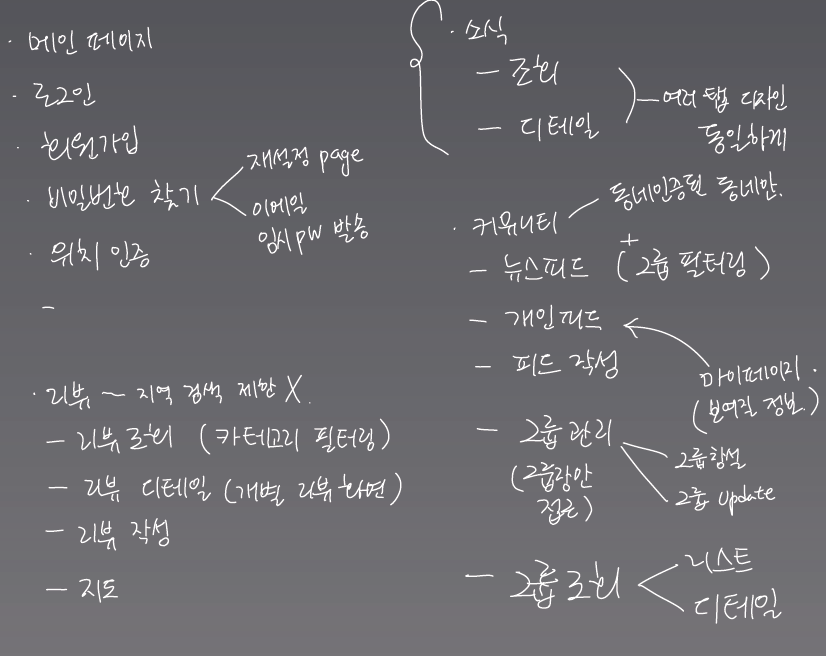 · 메인 페이지
· 로그인
· 회원가입
· 비밀번호 찾기
재설정 page
이메일
임시 pw 발송
· 위치 인증
-
· 리뷰 ~ 지역 검색 제한 X.
- 리뷰 조회 (카테고리 필터링)
- 리뷰 디테일 (개별 리뷰 화면)
- 리뷰 작성
- 지도
· 소식
- 조회
- 디테일
여러 탭 디자인
동일하게
· 커뮤니티
동네인증된 동네만.
- 뉴스피드 (+그룹 필터링)
- 개인피드
- 피드 작성
마이페이지.
(보여질 정보.)
- 그룹 관리
(그룹장만
접근)
그룹창설
그룹 update
- 그룹 조회
리스트
디테일